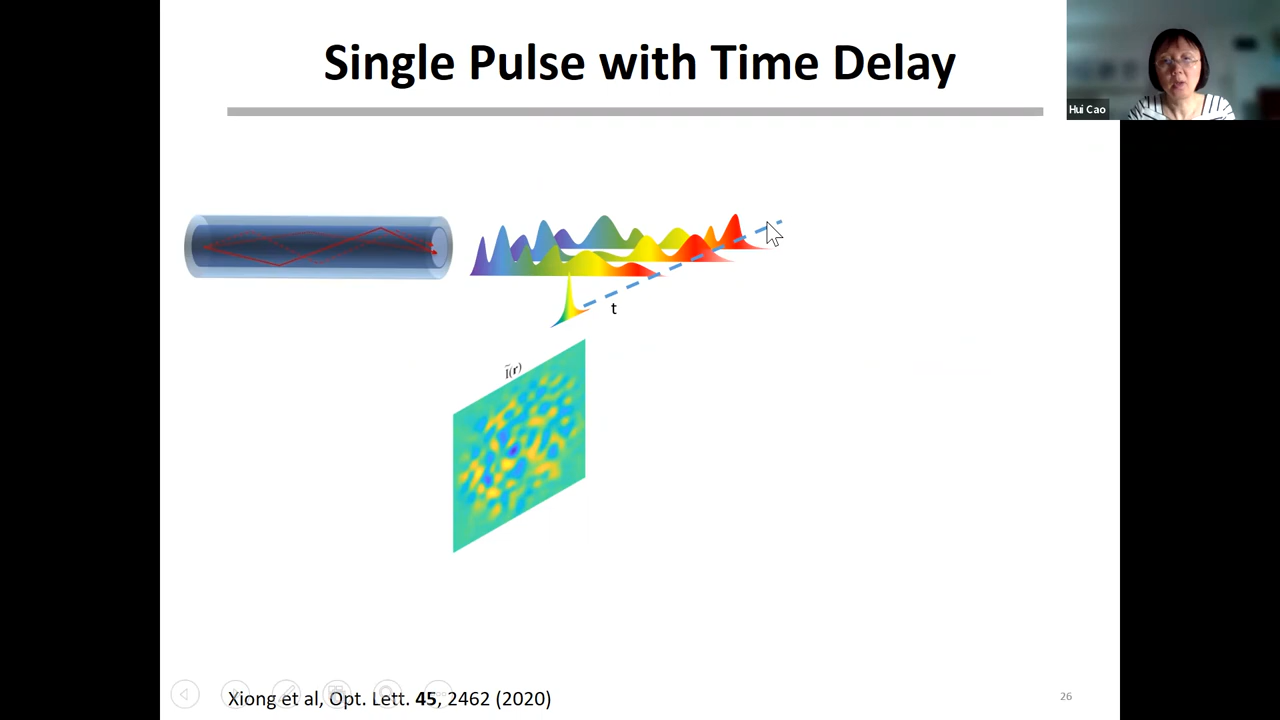 Single Pulse with Time Delay
Hui Cao
t
Ĩ(r)
Xiong et al, Opt. Lett. 45, 2462 (2020)
26